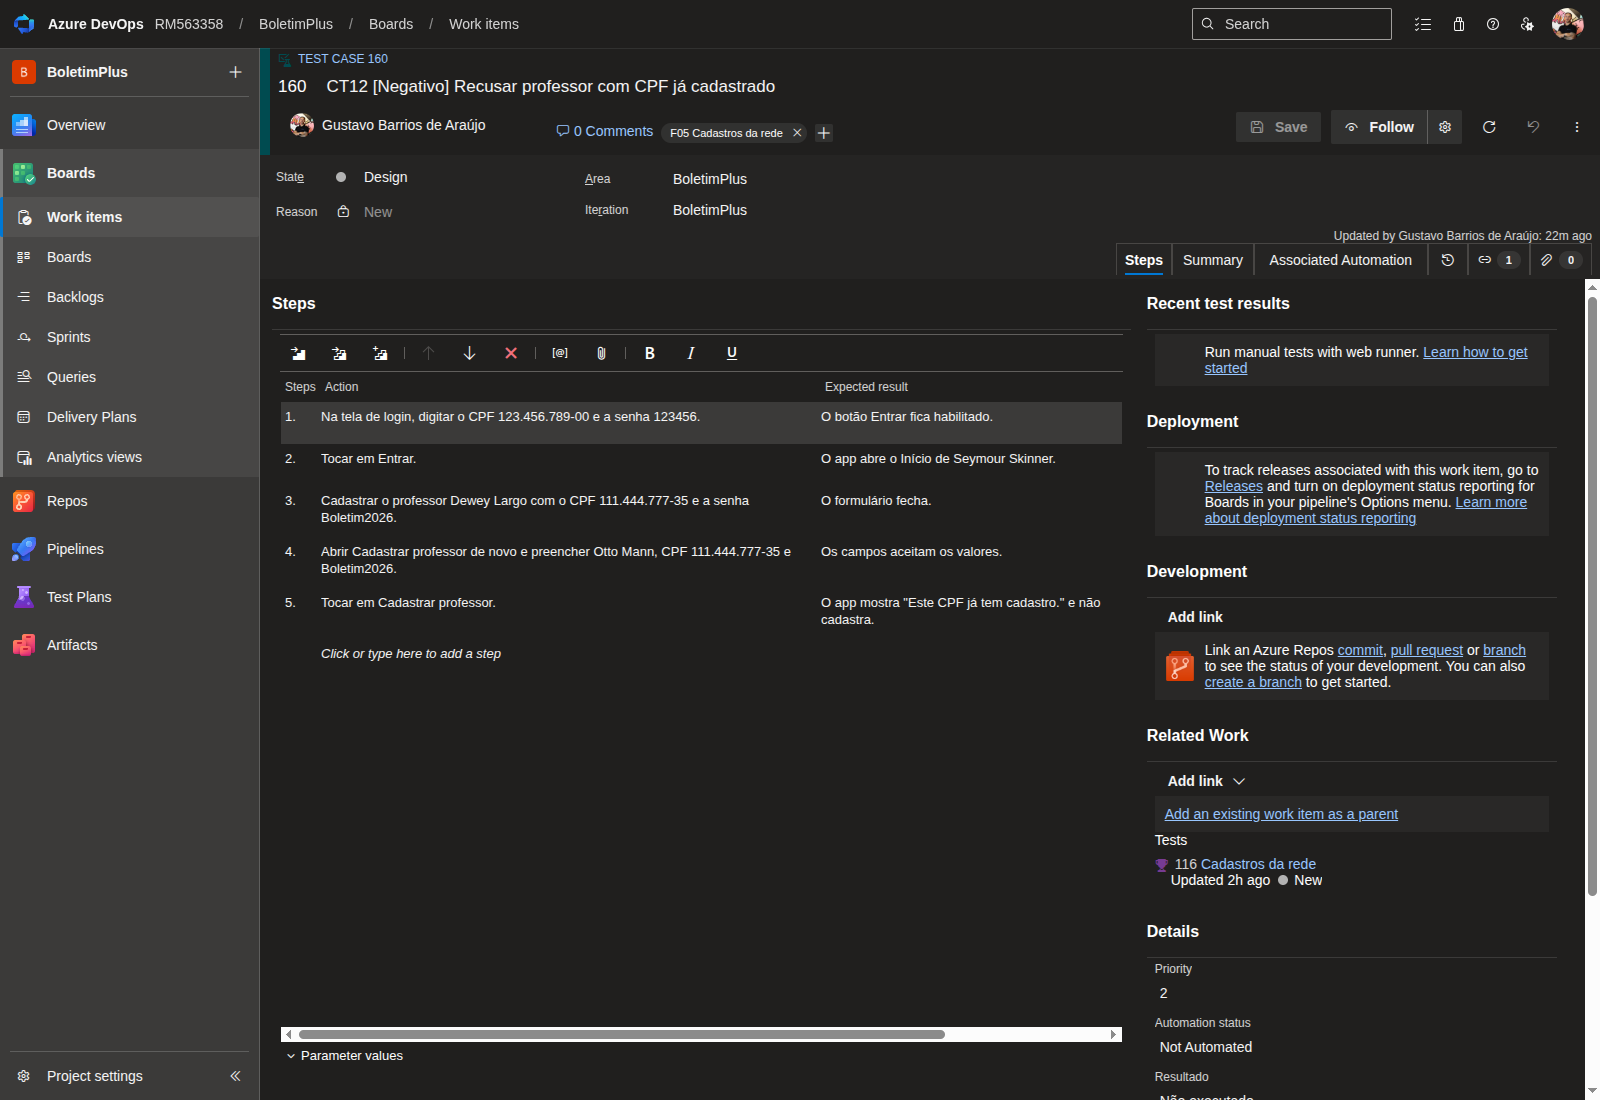 Azure DevOps RM563358 / BoletimPlus / Boards / Work items
Search
B BoletimPlus
Overview
Boards
Work items
Boards
Backlogs
Sprints
Queries
Delivery Plans
Analytics views
Repos
Pipelines
Test Plans
Artifacts
Project settings
TEST CASE 160
160 CT12 [Negativo] Recusar professor com CPF já cadastrado
Gustavo Barrios de Araújo
0 Comments
F05 Cadastros da rede
Save
Follow
State Design
Reason New
Area BoletimPlus
Iteration BoletimPlus
Updated by Gustavo Barrios de Araújo: 22m ago
Steps Summary Associated Automation 1 0
Steps
B I U
Steps Action Expected result
1. Na tela de login, digitar o CPF 123.456.789-00 e a senha 123456. O botão Entrar fica habilitado.
2. Tocar em Entrar. O app abre o Início de Seymour Skinner.
3. Cadastrar o professor Dewey Largo com o CPF 111.444.777-35 e a senha O formulário fecha.
Boletim2026.
4. Abrir Cadastrar professor de novo e preencher Otto Mann, CPF 111.444.777-35 e Os campos aceitam os valores.
Boletim2026.
5. Tocar em Cadastrar professor. O app mostra "Este CPF já tem cadastro." e não
cadastra.
Click or type here to add a step
Parameter values
Recent test results
Run manual tests with web runner. Learn how to get
started
Deployment
To track releases associated with this work item, go to
Releases and turn on deployment status reporting for
Boards in your pipeline's Options menu. Learn more
about deployment status reporting
Development
Add link
Link an Azure Repos commit, pull request or branch
to see the status of your development. You can also
create a branch to get started.
Related Work
Add link
Add an existing work item as a parent
Tests
116 Cadastros da rede
Updated 2h ago New
Details
Priority
2
Automation status
Not Automated
Resultado
Não executado